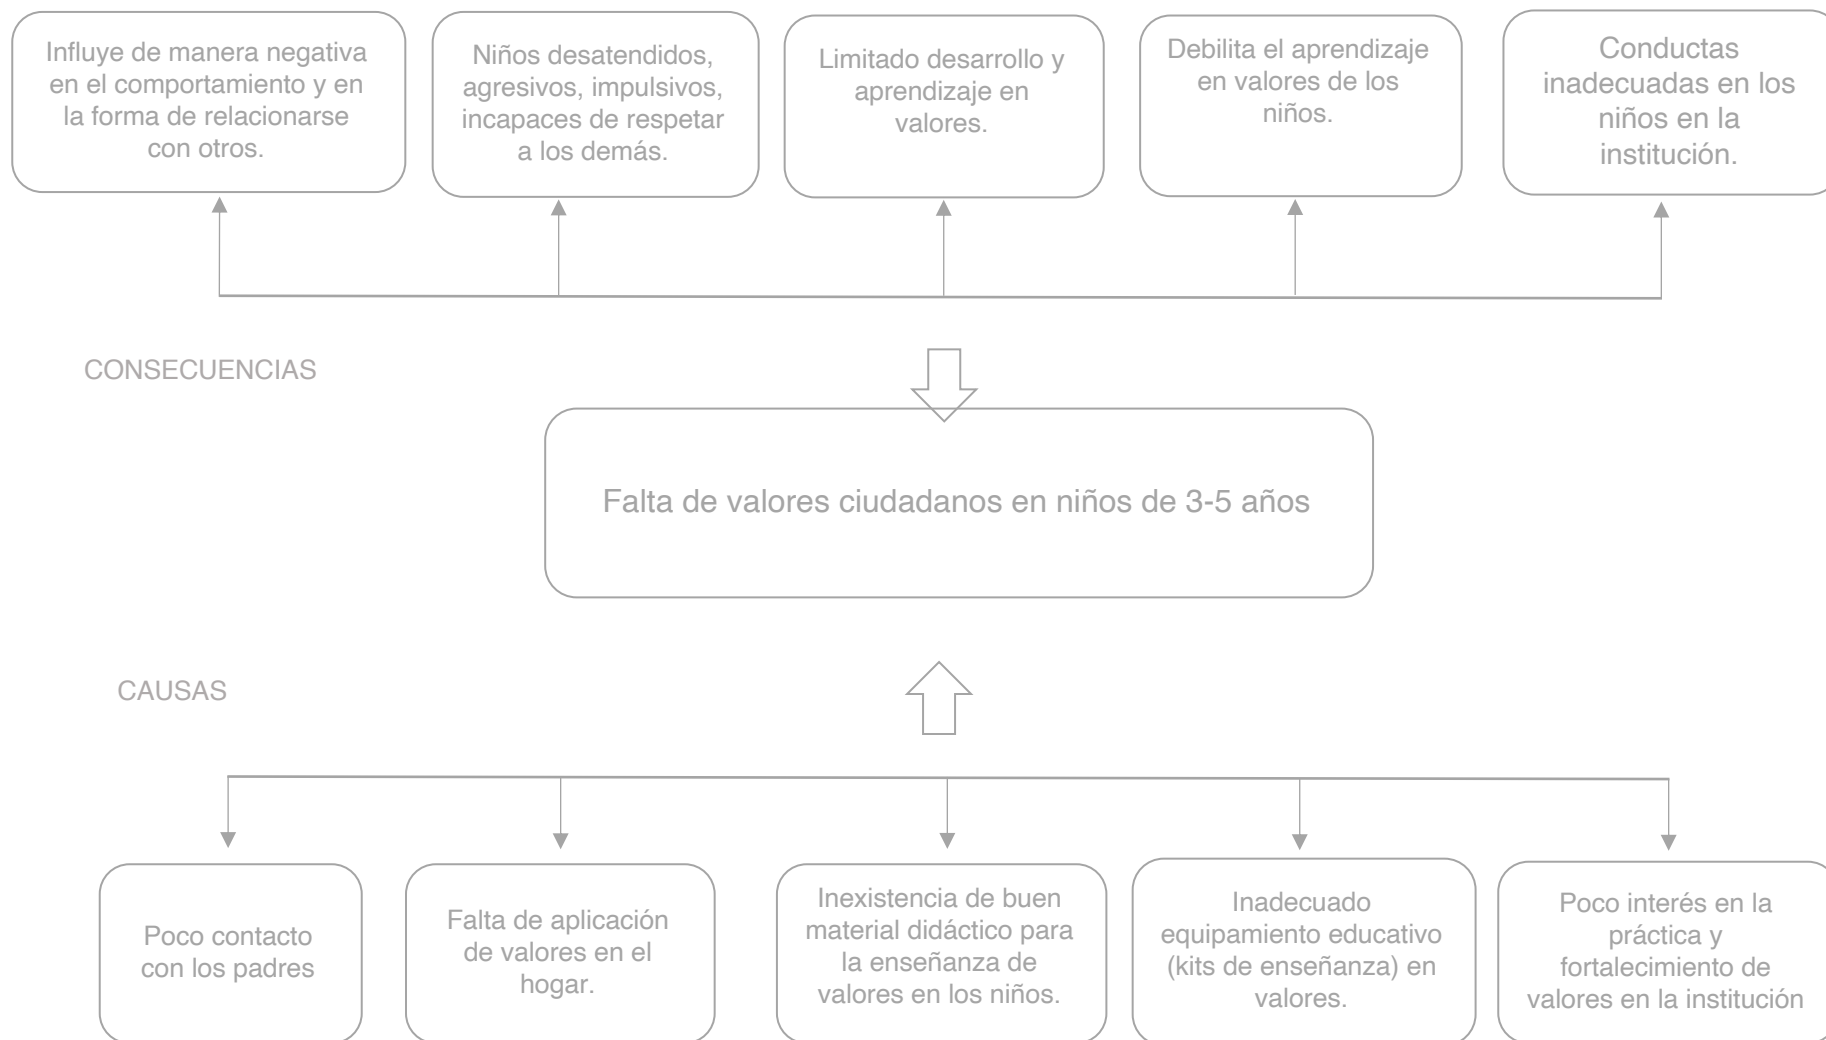 Influye de manera negativa
en el comportamiento y en
la forma de relacionarse
con otros.
Niños desatendidos,
agresivos, impulsivos,
incapaces de respetar
a los demás.
Limitado desarrollo y
aprendizaje en
valores.
Debilita el aprendizaje
en valores de los
niños.
Conductas
inadecuadas en los
niños en la
institución.
CONSECUENCIAS
Falta de valores ciudadanos en niños de 3-5 años
CAUSAS
Poco contacto
con los padres
Falta de aplicación
de valores en el
hogar.
Inexistencia de buen
material didáctico para
la enseñanza de
valores en los niños.
Inadecuado
equipamiento educativo
(kits de enseñanza) en
valores.
Poco interés en la
práctica y
fortalecimiento de
valores en la institución